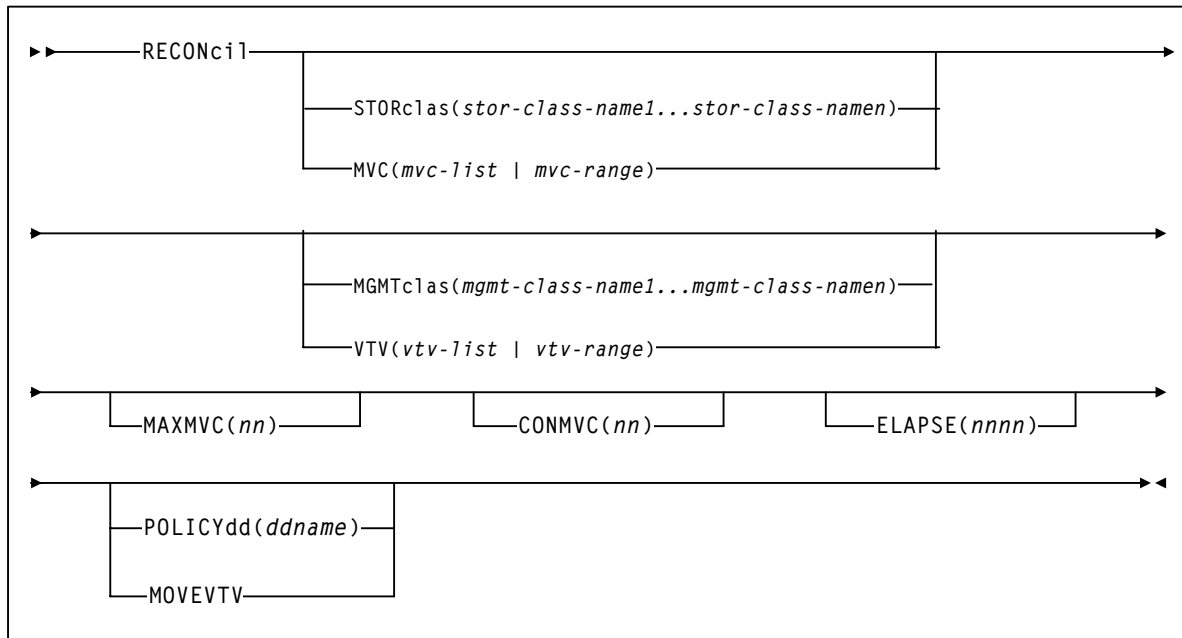 RECONcil
STORclas(stor-class-name1...stor-class-namen)
MVC(mvc-list | mvc-range)
MGMTclas(mgmt-class-name1...mgmt-class-namen)
VTV(vtv-list | vtv-range)
MAXMVC(nn) CONMVC(nn) ELAPSE(nnnn)
POLICYdd(ddname)
MOVEVTV